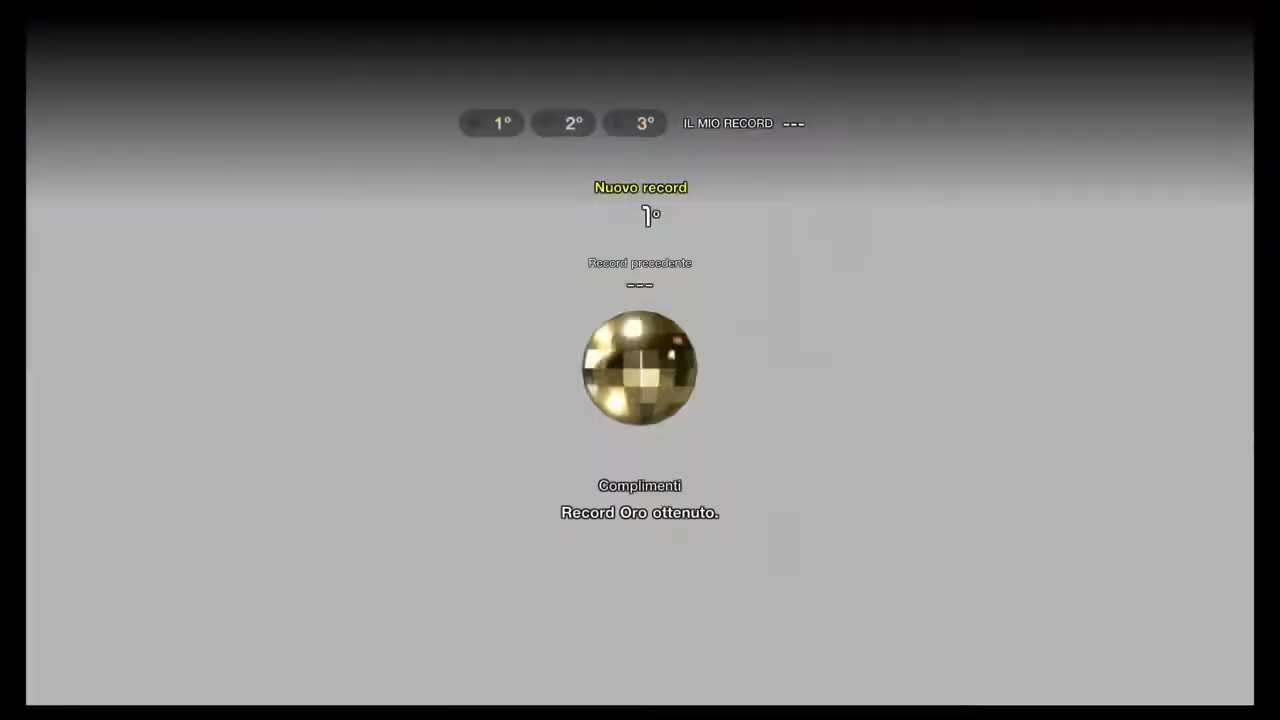 1° 2° 3° IL MIO RECORD ---
Nuovo record
1°
Record precedente
---
Complimenti
Record Oro ottenuto.